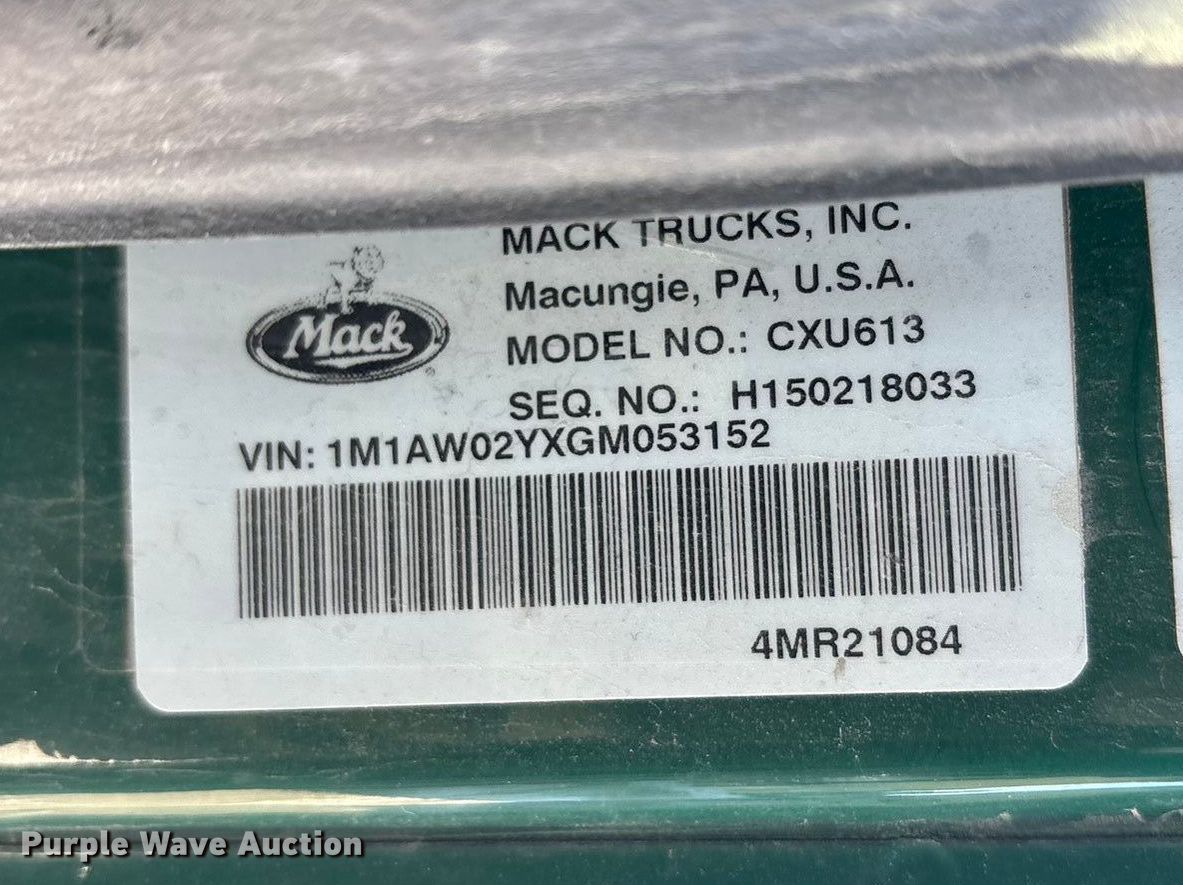 MACK TRUCKS, INC.
Macungie, PA, U.S.A.
Mack
MODEL NO.: CXU613
SEQ. NO.: H150218033
VIN: 1M1AW02YXGM053152
4MR21084
Purple Wave Auction